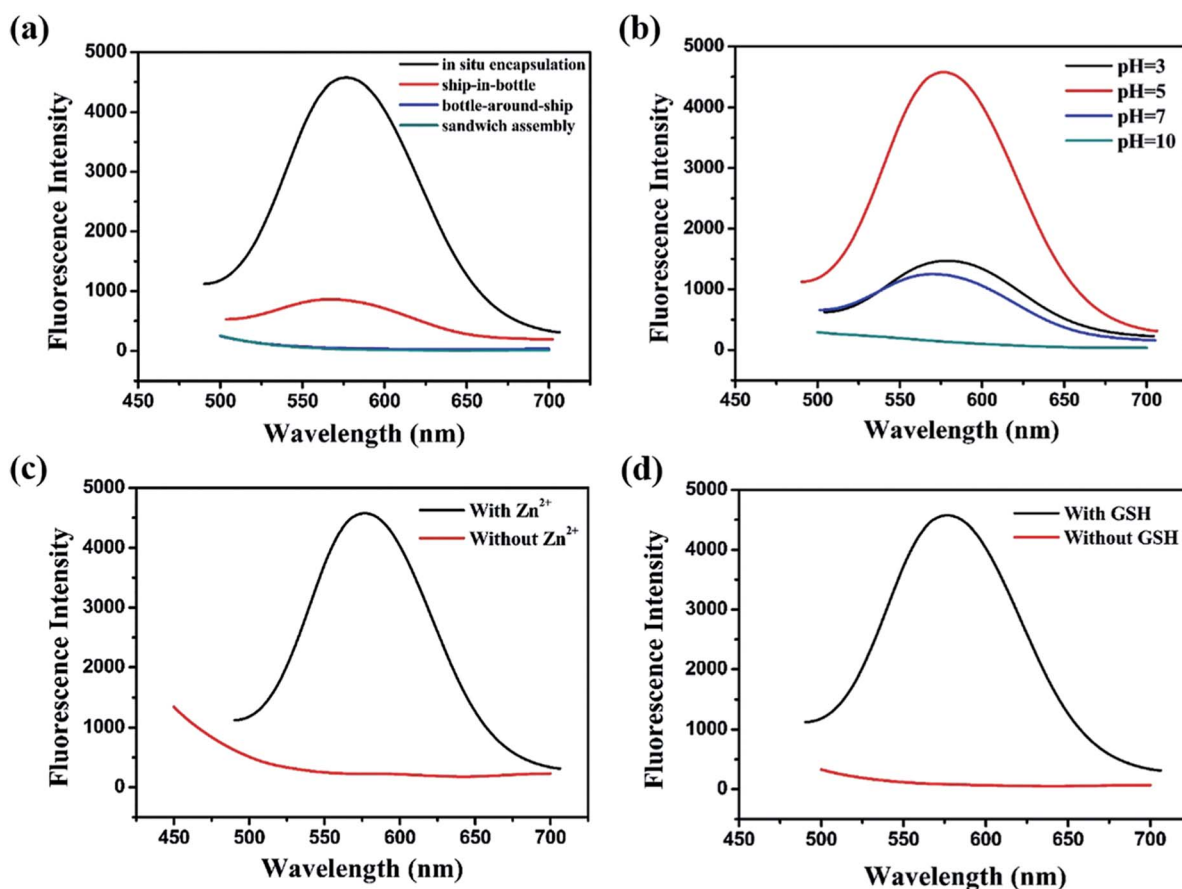 (a)
5000
4000
3000
2000
1000
0
Fluorescence Intensity
in situ encapsulation
ship-in-bottle
bottle-around-ship
sandwich assembly
450 500 550 600 650 700
Wavelength (nm)
(b)
5000
4000
3000
2000
1000
0
Fluorescence Intensity
pH=3
pH=5
pH=7
pH=10
450 500 550 600 650 700
Wavelength (nm)
(c)
5000
4000
3000
2000
1000
0
Fluorescence Intensity
With Zn²⁺
Without Zn²⁺
450 500 550 600 650 700
Wavelength (nm)
(d)
5000
4000
3000
2000
1000
0
Fluorescence Intensity
With GSH
Without GSH
450 500 550 600 650 700
Wavelength (nm)